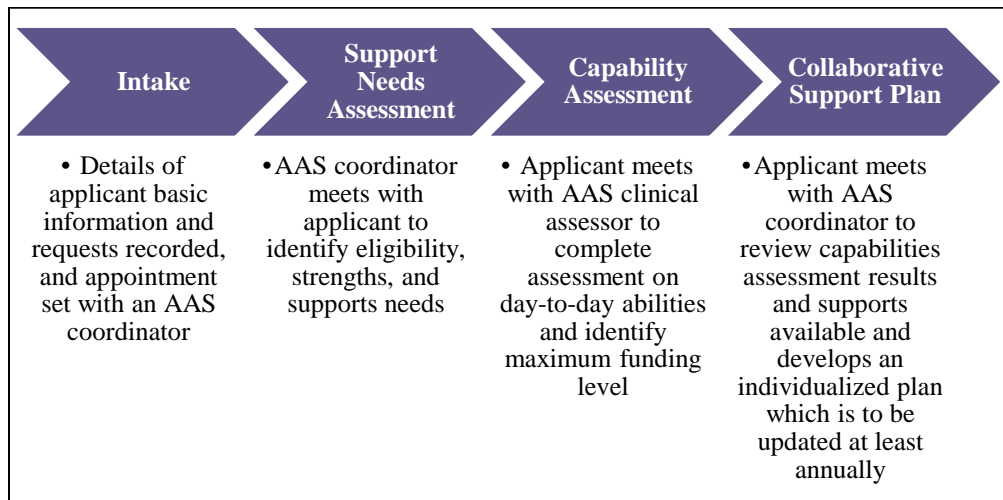 Intake
Support
Needs
Assessment
Capability
Assessment
Collaborative
Support Plan
• Details of
applicant basic
information and
requests recorded,
and appointment
set with an AAS
coordinator
•AAS coordinator
meets with
applicant to
identify eligibility,
strengths, and
supports needs
• Applicant meets
with AAS clinical
assessor to
complete
assessment on
day-to-day abilities
and identify
maximum funding
level
•Applicant meets
with AAS
coordinator to
review capabilities
assessment results
and supports
available and
develops an
individualized plan
which is to be
updated at least
annually